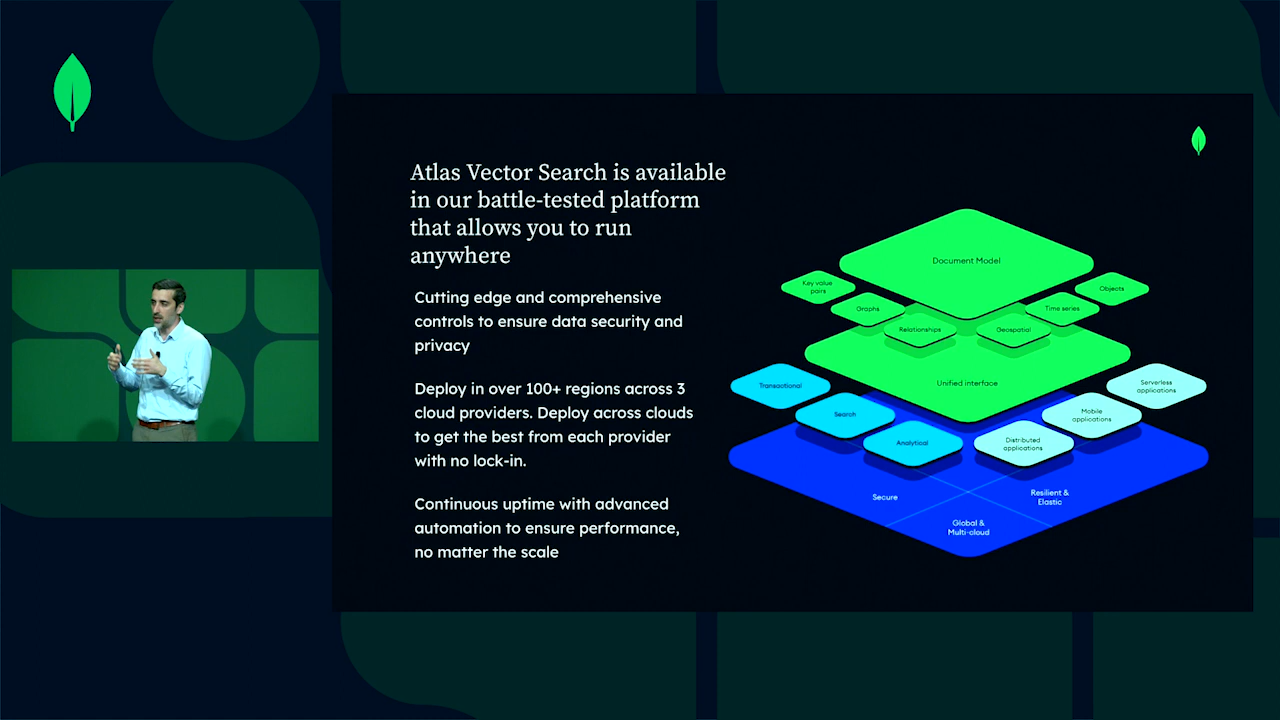 Atlas Vector Search is available
in our battle-tested platform
that allows you to run
anywhere
Cutting edge and comprehensive
controls to ensure data security and
privacy
Deploy in over 100+ regions across 3
cloud providers. Deploy across clouds
to get the best from each provider
with no lock-in.
Continuous uptime with advanced
automation to ensure performance,
no matter the scale
Document Model
Key value
pairs
Objects
Graphs
Time series
Relationships
Geospatial
Unified interface
Transactional
Serverless
applications
Search
Mobile
applications
Analytical
Distributed
applications
Secure
Resilient &
Elastic
Global &
Multi-cloud